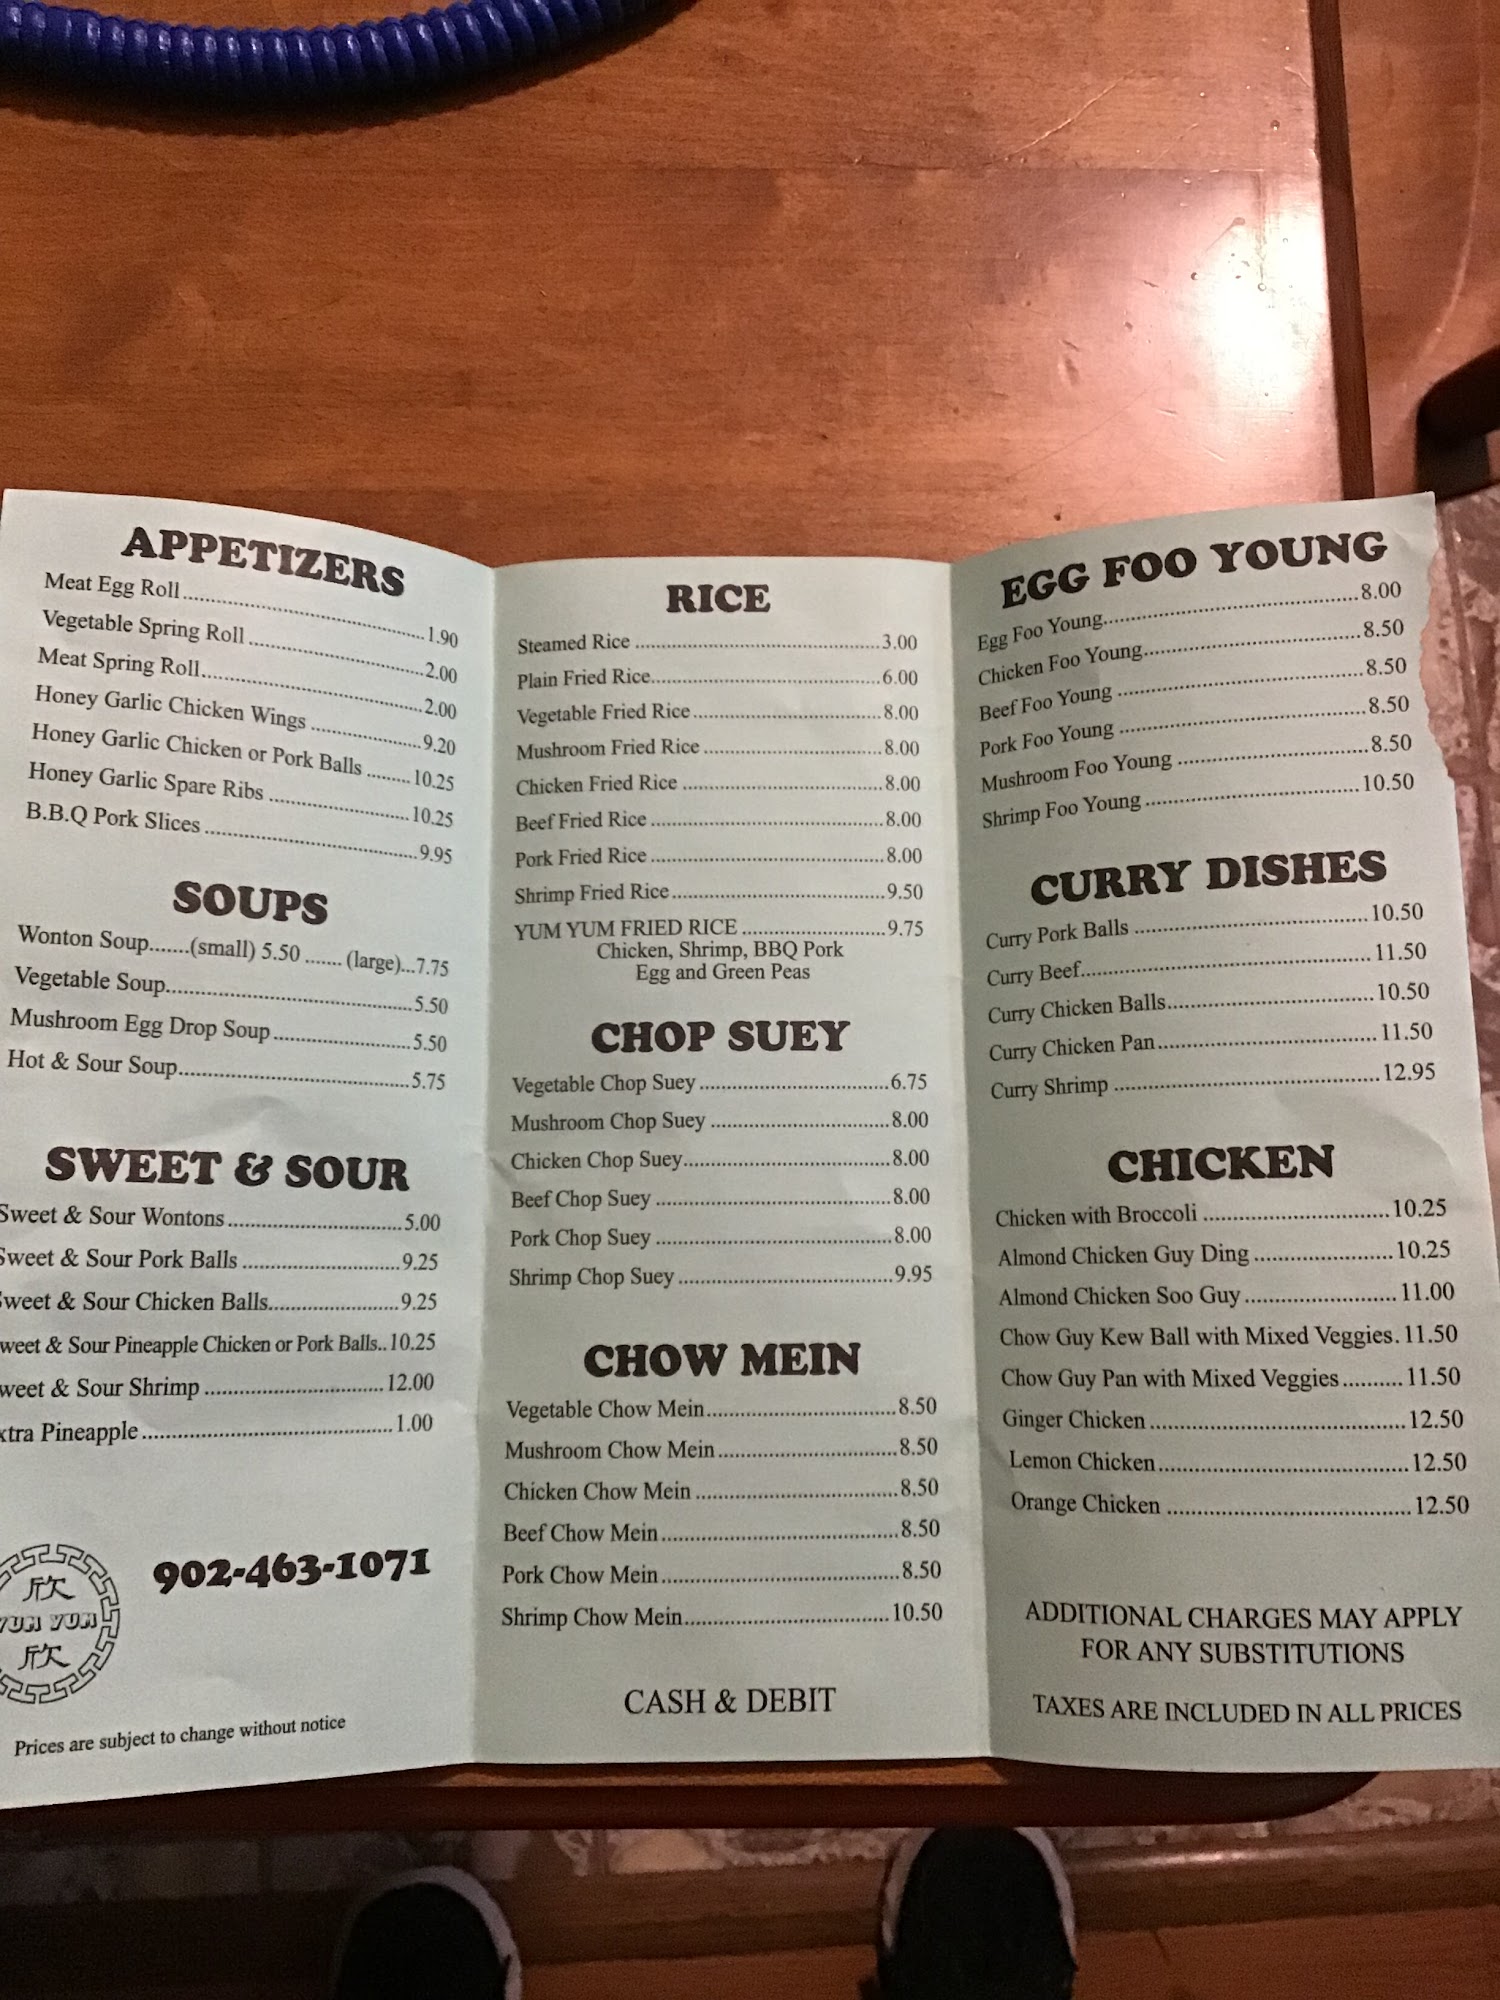 APPETIZERS
Meat Egg Roll 1.90
Vegetable Spring Roll 2.00
Meat Spring Roll 2.00
Honey Garlic Chicken Wings 9.20
Honey Garlic Chicken or Pork Balls 10.25
Honey Garlic Spare Ribs 10.25
B.B.Q Pork Slices 9.95
SOUPS
Wonton Soup.......(small) 5.50 ....... (large)...7.75
Vegetable Soup 5.50
Mushroom Egg Drop Soup 5.50
Hot & Sour Soup 5.75
SWEET & SOUR
Sweet & Sour Wontons 5.00
Sweet & Sour Pork Balls 9.25
Sweet & Sour Chicken Balls 9.25
weet & Sour Pineapple Chicken or Pork Balls..10.25
weet & Sour Shrimp 12.00
xtra Pineapple 1.00
902-463-1071
欣
YUM YUM
欣
Prices are subject to change without notice
RICE
Steamed Rice 3.00
Plain Fried Rice 6.00
Vegetable Fried Rice 8.00
Mushroom Fried Rice 8.00
Chicken Fried Rice 8.00
Beef Fried Rice 8.00
Pork Fried Rice 8.00
Shrimp Fried Rice 9.50
YUM YUM FRIED RICE 9.75
Chicken, Shrimp, BBQ Pork
Egg and Green Peas
CHOP SUEY
Vegetable Chop Suey 6.75
Mushroom Chop Suey 8.00
Chicken Chop Suey 8.00
Beef Chop Suey 8.00
Pork Chop Suey 8.00
Shrimp Chop Suey 9.95
CHOW MEIN
Vegetable Chow Mein 8.50
Mushroom Chow Mein 8.50
Chicken Chow Mein 8.50
Beef Chow Mein 8.50
Pork Chow Mein 8.50
Shrimp Chow Mein 10.50
CASH & DEBIT
EGG FOO YOUNG
Egg Foo Young 8.00
Chicken Foo Young 8.50
Beef Foo Young 8.50
Pork Foo Young 8.50
Mushroom Foo Young 8.50
Shrimp Foo Young 10.50
CURRY DISHES
Curry Pork Balls 10.50
Curry Beef 11.50
Curry Chicken Balls 10.50
Curry Chicken Pan 11.50
Curry Shrimp 12.95
CHICKEN
Chicken with Broccoli 10.25
Almond Chicken Guy Ding 10.25
Almond Chicken Soo Guy 11.00
Chow Guy Kew Ball with Mixed Veggies. 11.50
Chow Guy Pan with Mixed Veggies 11.50
Ginger Chicken 12.50
Lemon Chicken 12.50
Orange Chicken 12.50
ADDITIONAL CHARGES MAY APPLY
FOR ANY SUBSTITUTIONS
TAXES ARE INCLUDED IN ALL PRICES